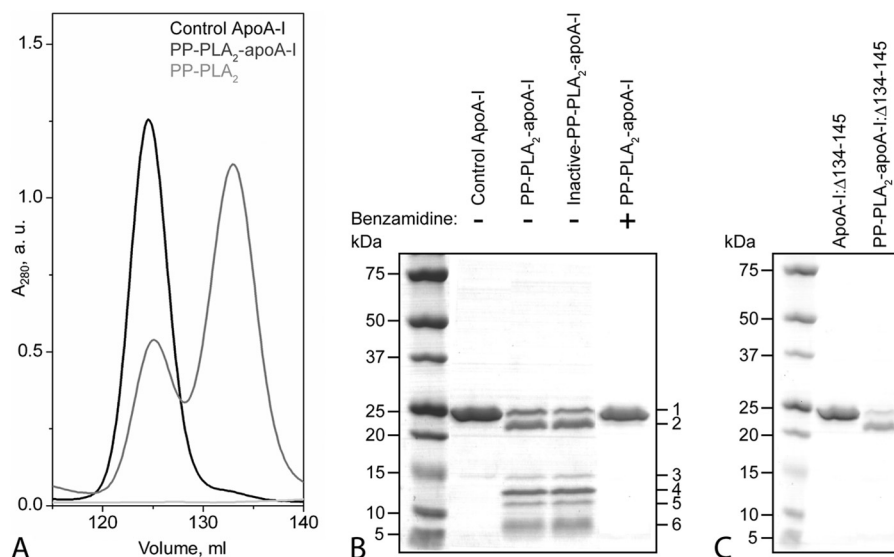 1.5
1.0
0.5
0.0
A280, a. u.
Control ApoA-I
PP-PLA2-apoA-I
PP-PLA2
120 130 140
Volume, ml
A
Control ApoA-I
PP-PLA2-apoA-I
Inactive-PP-PLA2-apoA-I
PP-PLA2-apoA-I
Benzamidine: - - - +
kDa
75
50
37
25
20
15
10
5
1
2
3
4
5
6
B
ApoA-I:Δ134-145
PP-PLA2-apoA-I:Δ134-145
kDa
75
50
37
25
20
15
10
5
C